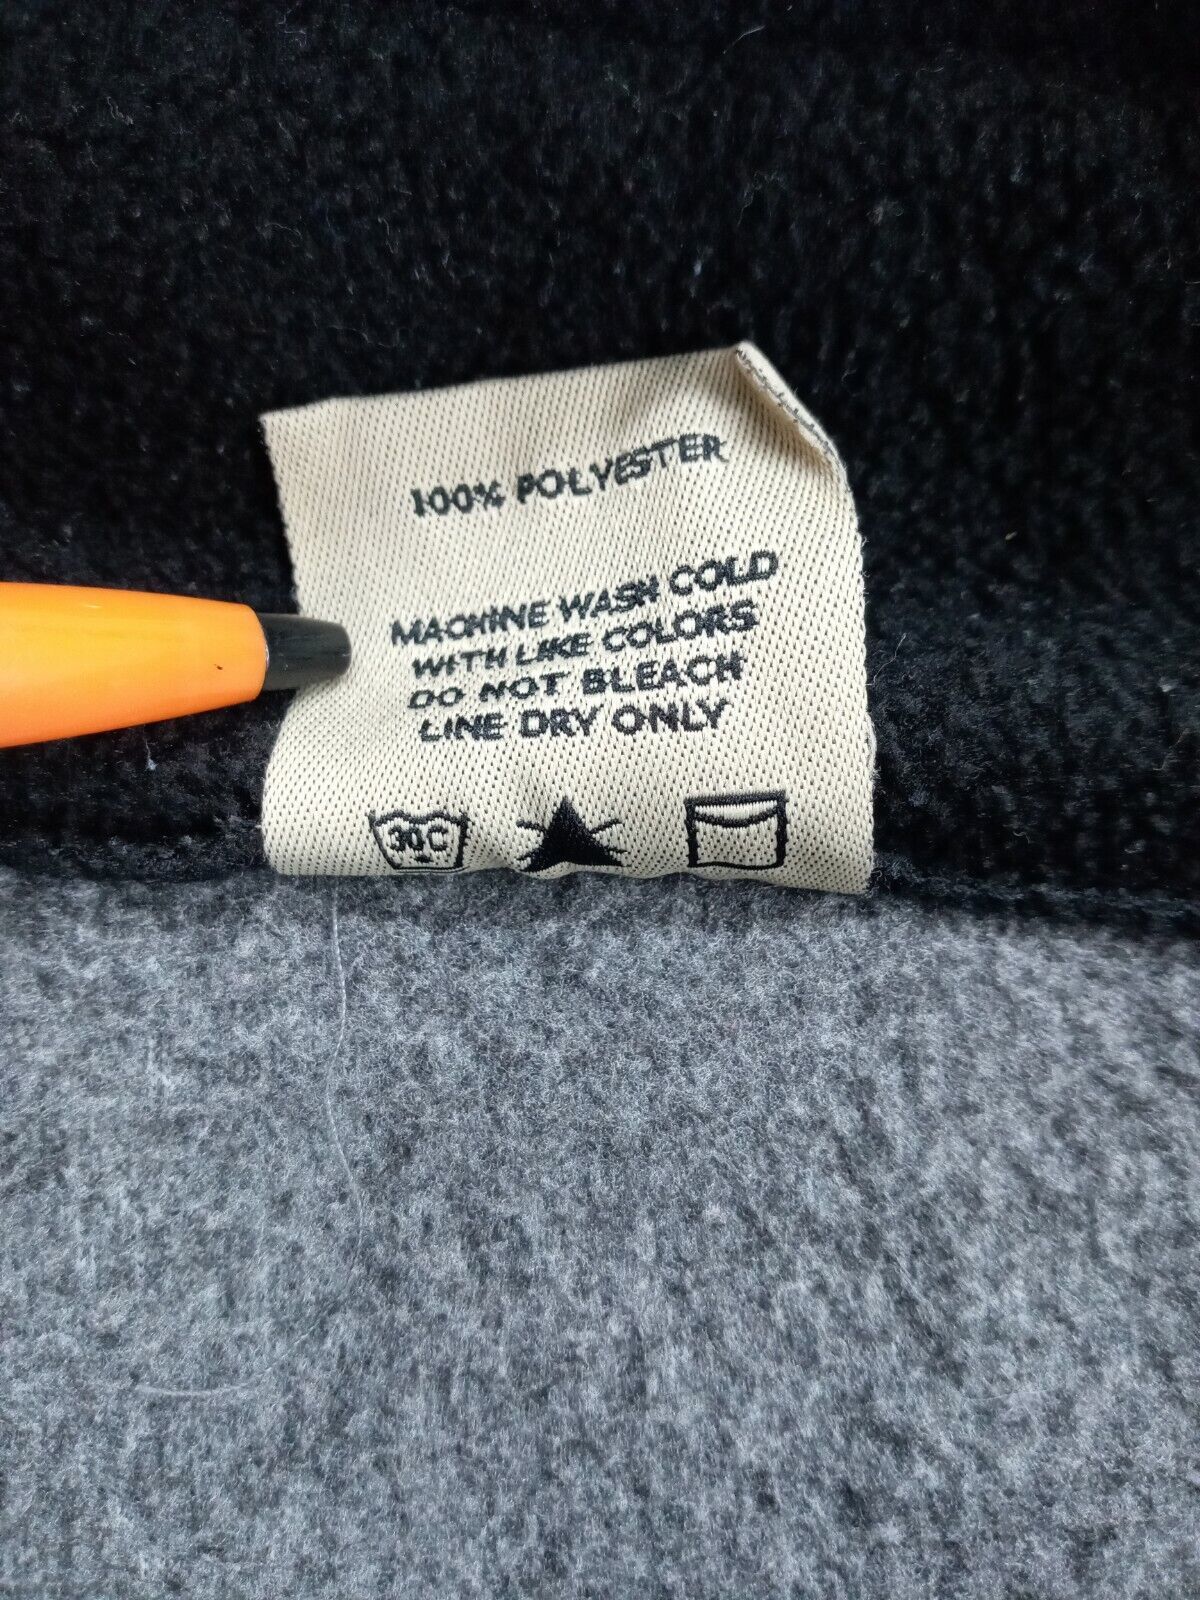 100% POLYESTER
MACHINE WASH COLD
WITH LIKE COLORS
DO NOT BLEACH
LINE DRY ONLY
30°C